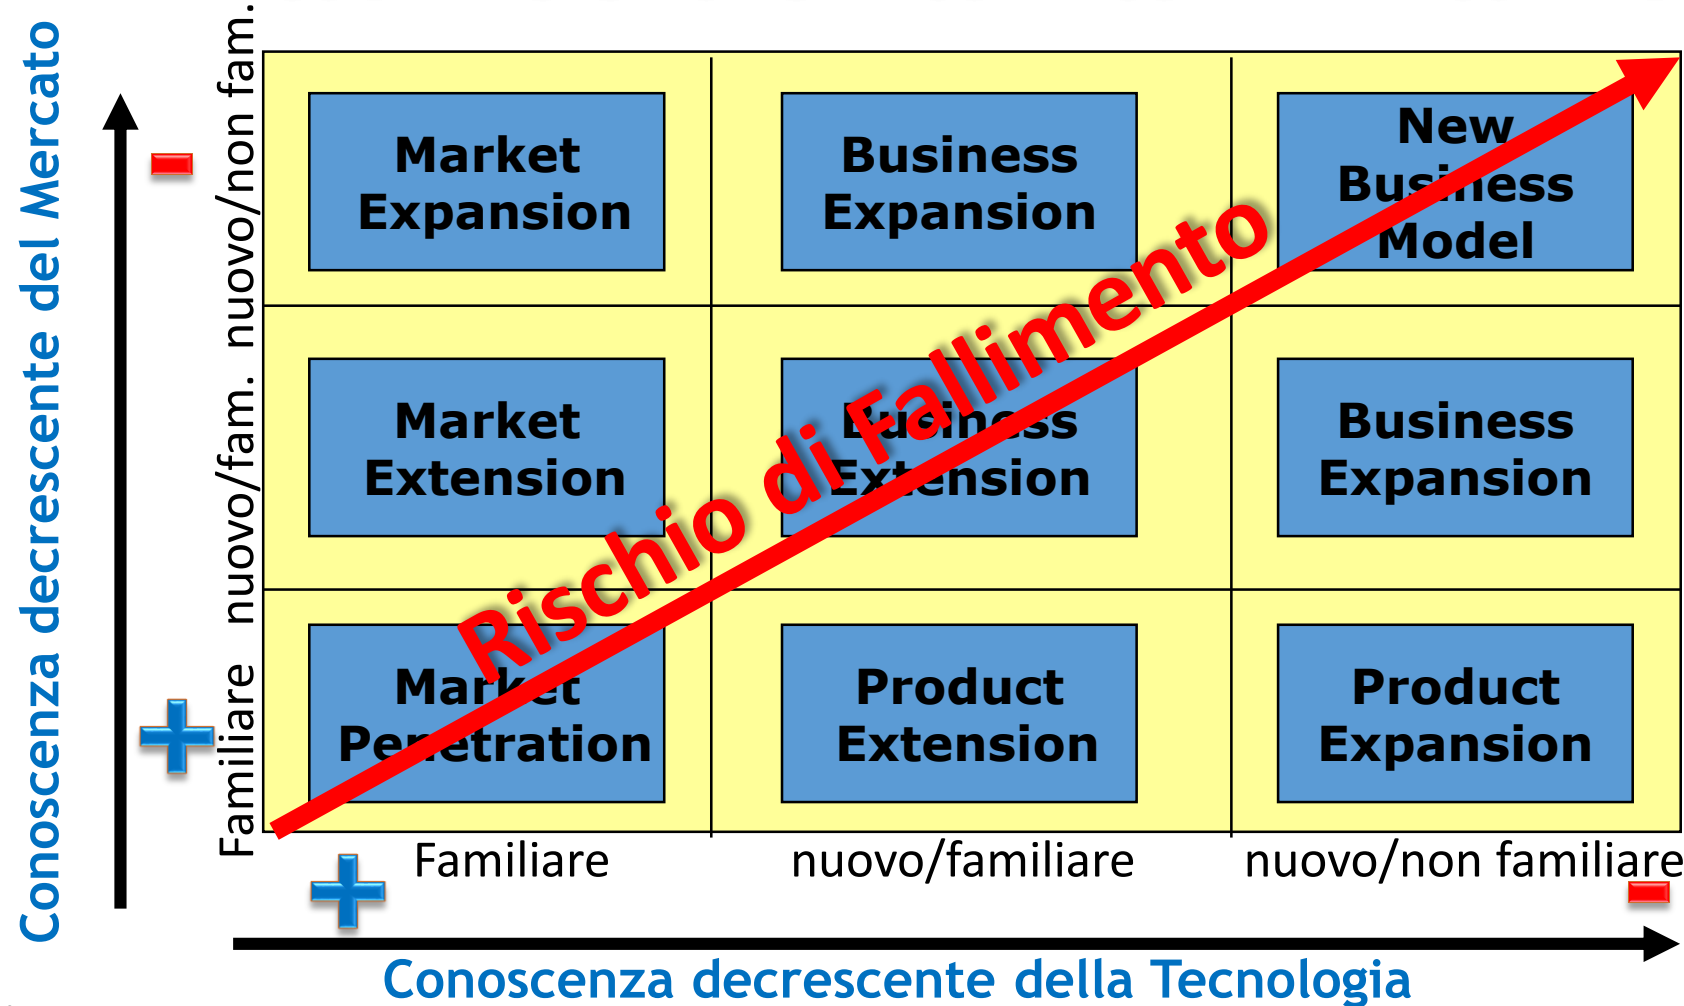 Conoscenza decrescente del Mercato
nuovo/non fam.
nuovo/fam.
Familiare
Market
Expansion
Business
Expansion
New
Business
Model
Market
Extension
Business
Extension
Business
Expansion
Market
Penetration
Product
Extension
Product
Expansion
Rischio di Fallimento
Familiare
nuovo/familiare
nuovo/non familiare
Conoscenza decrescente della Tecnologia